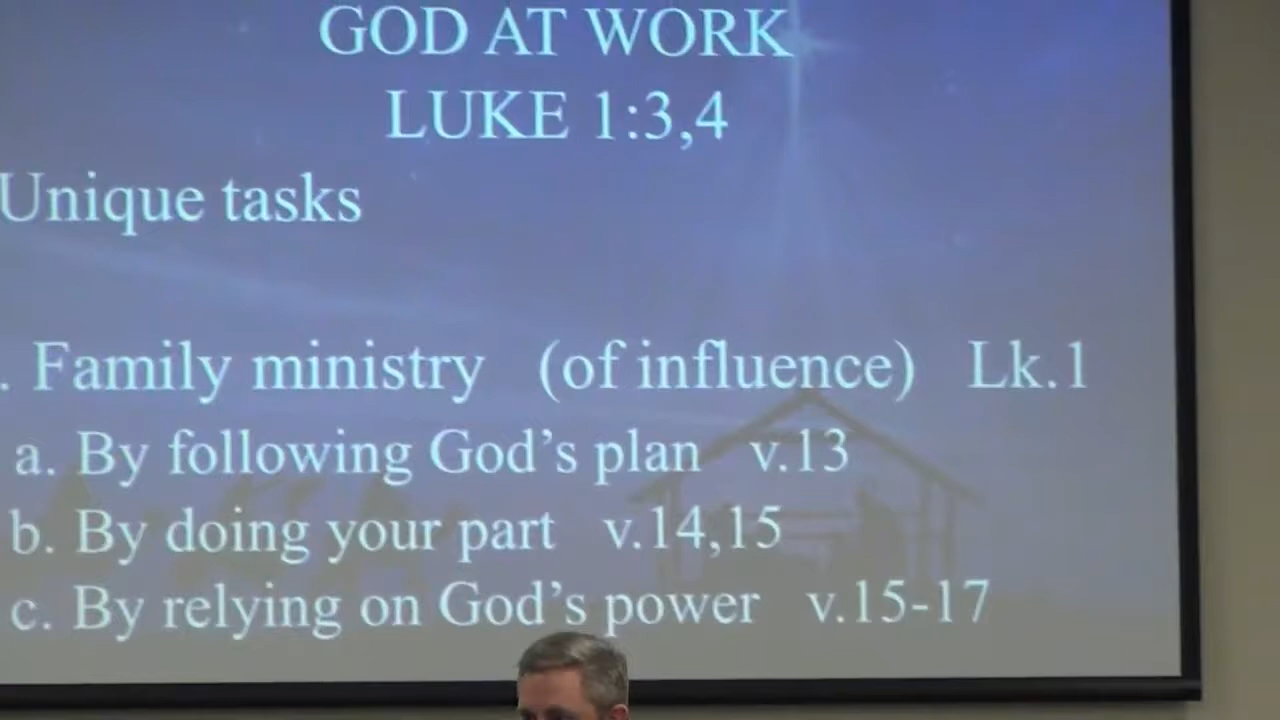 GOD AT WORK
LUKE 1:3,4
Unique tasks
. Family ministry (of influence) Lk.1
a. By following God’s plan v.13
b. By doing your part v.14,15
c. By relying on God’s power v.15-17